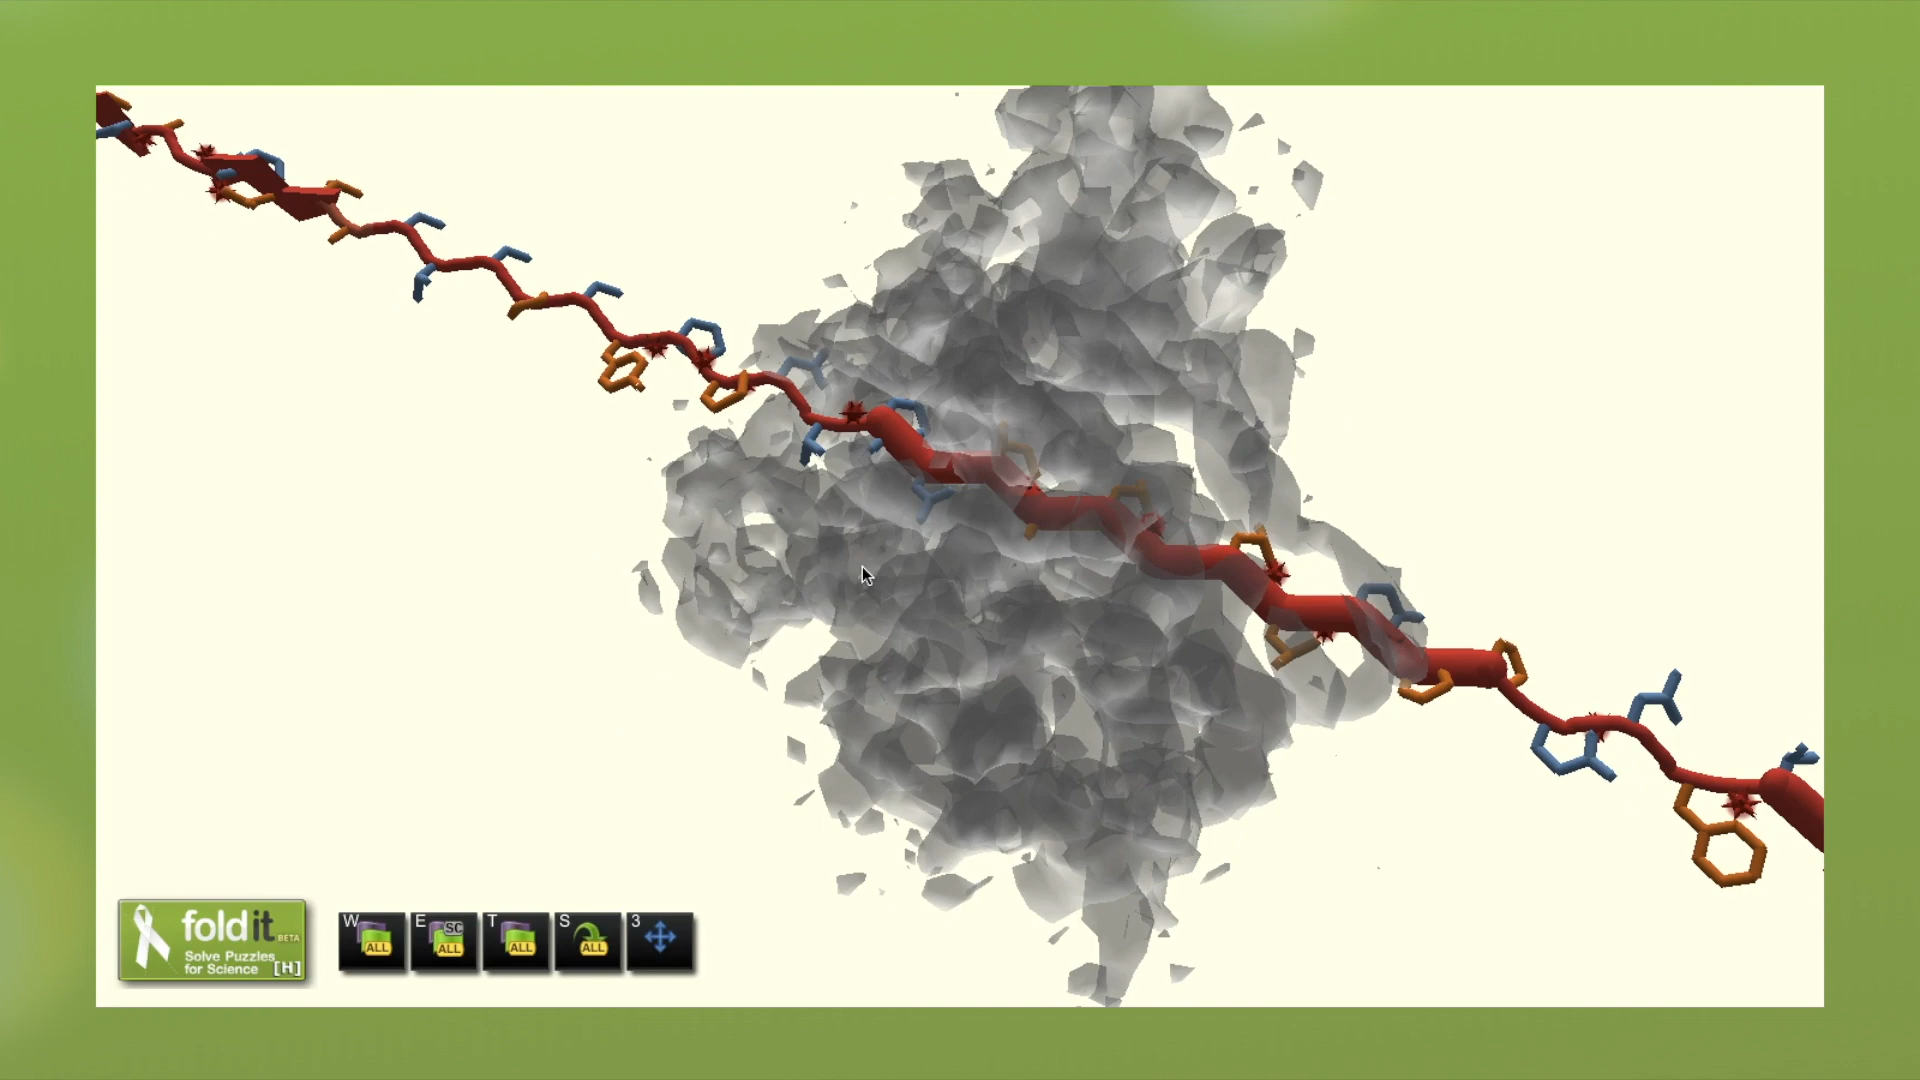 foldit BETA
Solve Puzzles
for Science [H]
W ALL
E SC ALL
T ALL
S ALL
3